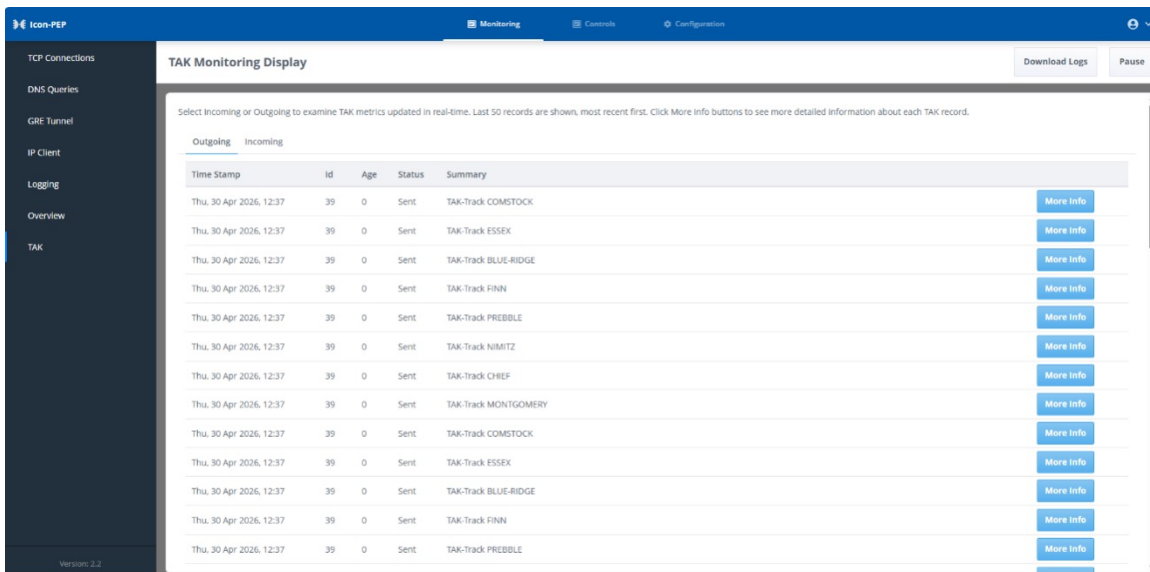 Icon-PEP
Monitoring
Controls
Configuration
TCP Connections
DNS Queries
GRE Tunnel
IP Client
Logging
Overview
TAK
Version: 2.2
TAK Monitoring Display
Download Logs
Pause
Select Incoming or Outgoing to examine TAK metrics updated in real-time. Last 50 records are shown, most recent first. Click More Info buttons to see more detailed information about each TAK record.
Outgoing Incoming
Time Stamp Id Age Status Summary
Thu, 30 Apr 2026, 12:37 39 0 Sent TAK-Track COMSTOCK More Info
Thu, 30 Apr 2026, 12:37 39 0 Sent TAK-Track ESSEX More Info
Thu, 30 Apr 2026, 12:37 39 0 Sent TAK-Track BLUE-RIDGE More Info
Thu, 30 Apr 2026, 12:37 39 0 Sent TAK-Track FINN More Info
Thu, 30 Apr 2026, 12:37 39 0 Sent TAK-Track PREBBLE More Info
Thu, 30 Apr 2026, 12:37 39 0 Sent TAK-Track NIMITZ More Info
Thu, 30 Apr 2026, 12:37 39 0 Sent TAK-Track CHIEF More Info
Thu, 30 Apr 2026, 12:37 39 0 Sent TAK-Track MONTGOMERY More Info
Thu, 30 Apr 2026, 12:37 39 0 Sent TAK-Track COMSTOCK More Info
Thu, 30 Apr 2026, 12:37 39 0 Sent TAK-Track ESSEX More Info
Thu, 30 Apr 2026, 12:37 39 0 Sent TAK-Track BLUE-RIDGE More Info
Thu, 30 Apr 2026, 12:37 39 0 Sent TAK-Track FINN More Info
Thu, 30 Apr 2026, 12:37 39 0 Sent TAK-Track PREBBLE More Info